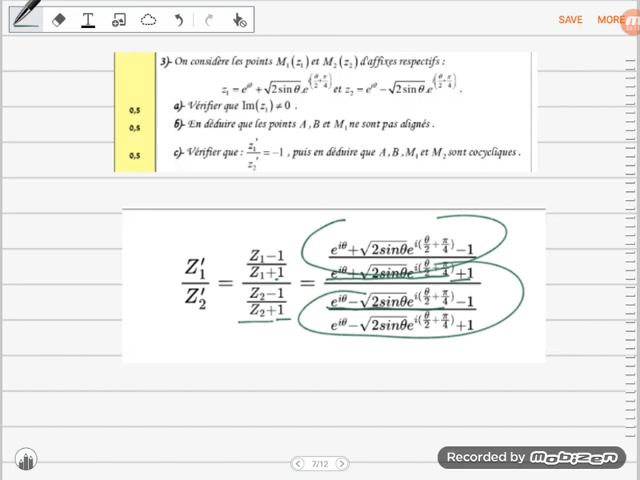 SAVE MORE
3)- On considère les points M₁(z₁) et M₂(z₂) d'affixes respectifs :
z₁ = e^{iθ} + √(2sinθ).e^{i(θ/2+π/4)} et z₂ = e^{iθ} − √(2sinθ).e^{i(θ/2+π/4)} .
0,5 a)- Vérifier que Im(z₁) ≠ 0 .
0,5 b)- En déduire que les points A, B et M₁ ne sont pas alignés .
0,5 c)- Vérifier que : z₁'/z₂' = −1 , puis en déduire que A, B, M₁ et M₂ sont cocycliques .
Z₁'/Z₂' = ((Z₁−1)/(Z₁+1))/((Z₂−1)/(Z₂+1)) = ((e^{iθ}+√(2sinθ)e^{i(θ/2+π/4)}−1)/(e^{iθ}+√(2sinθ)e^{i(θ/2+π/4)}+1))/((e^{iθ}−√(2sinθ)e^{i(θ/2+π/4)}−1)/(e^{iθ}−√(2sinθ)e^{i(θ/2+π/4)}+1))
7/12
Recorded by mobizen